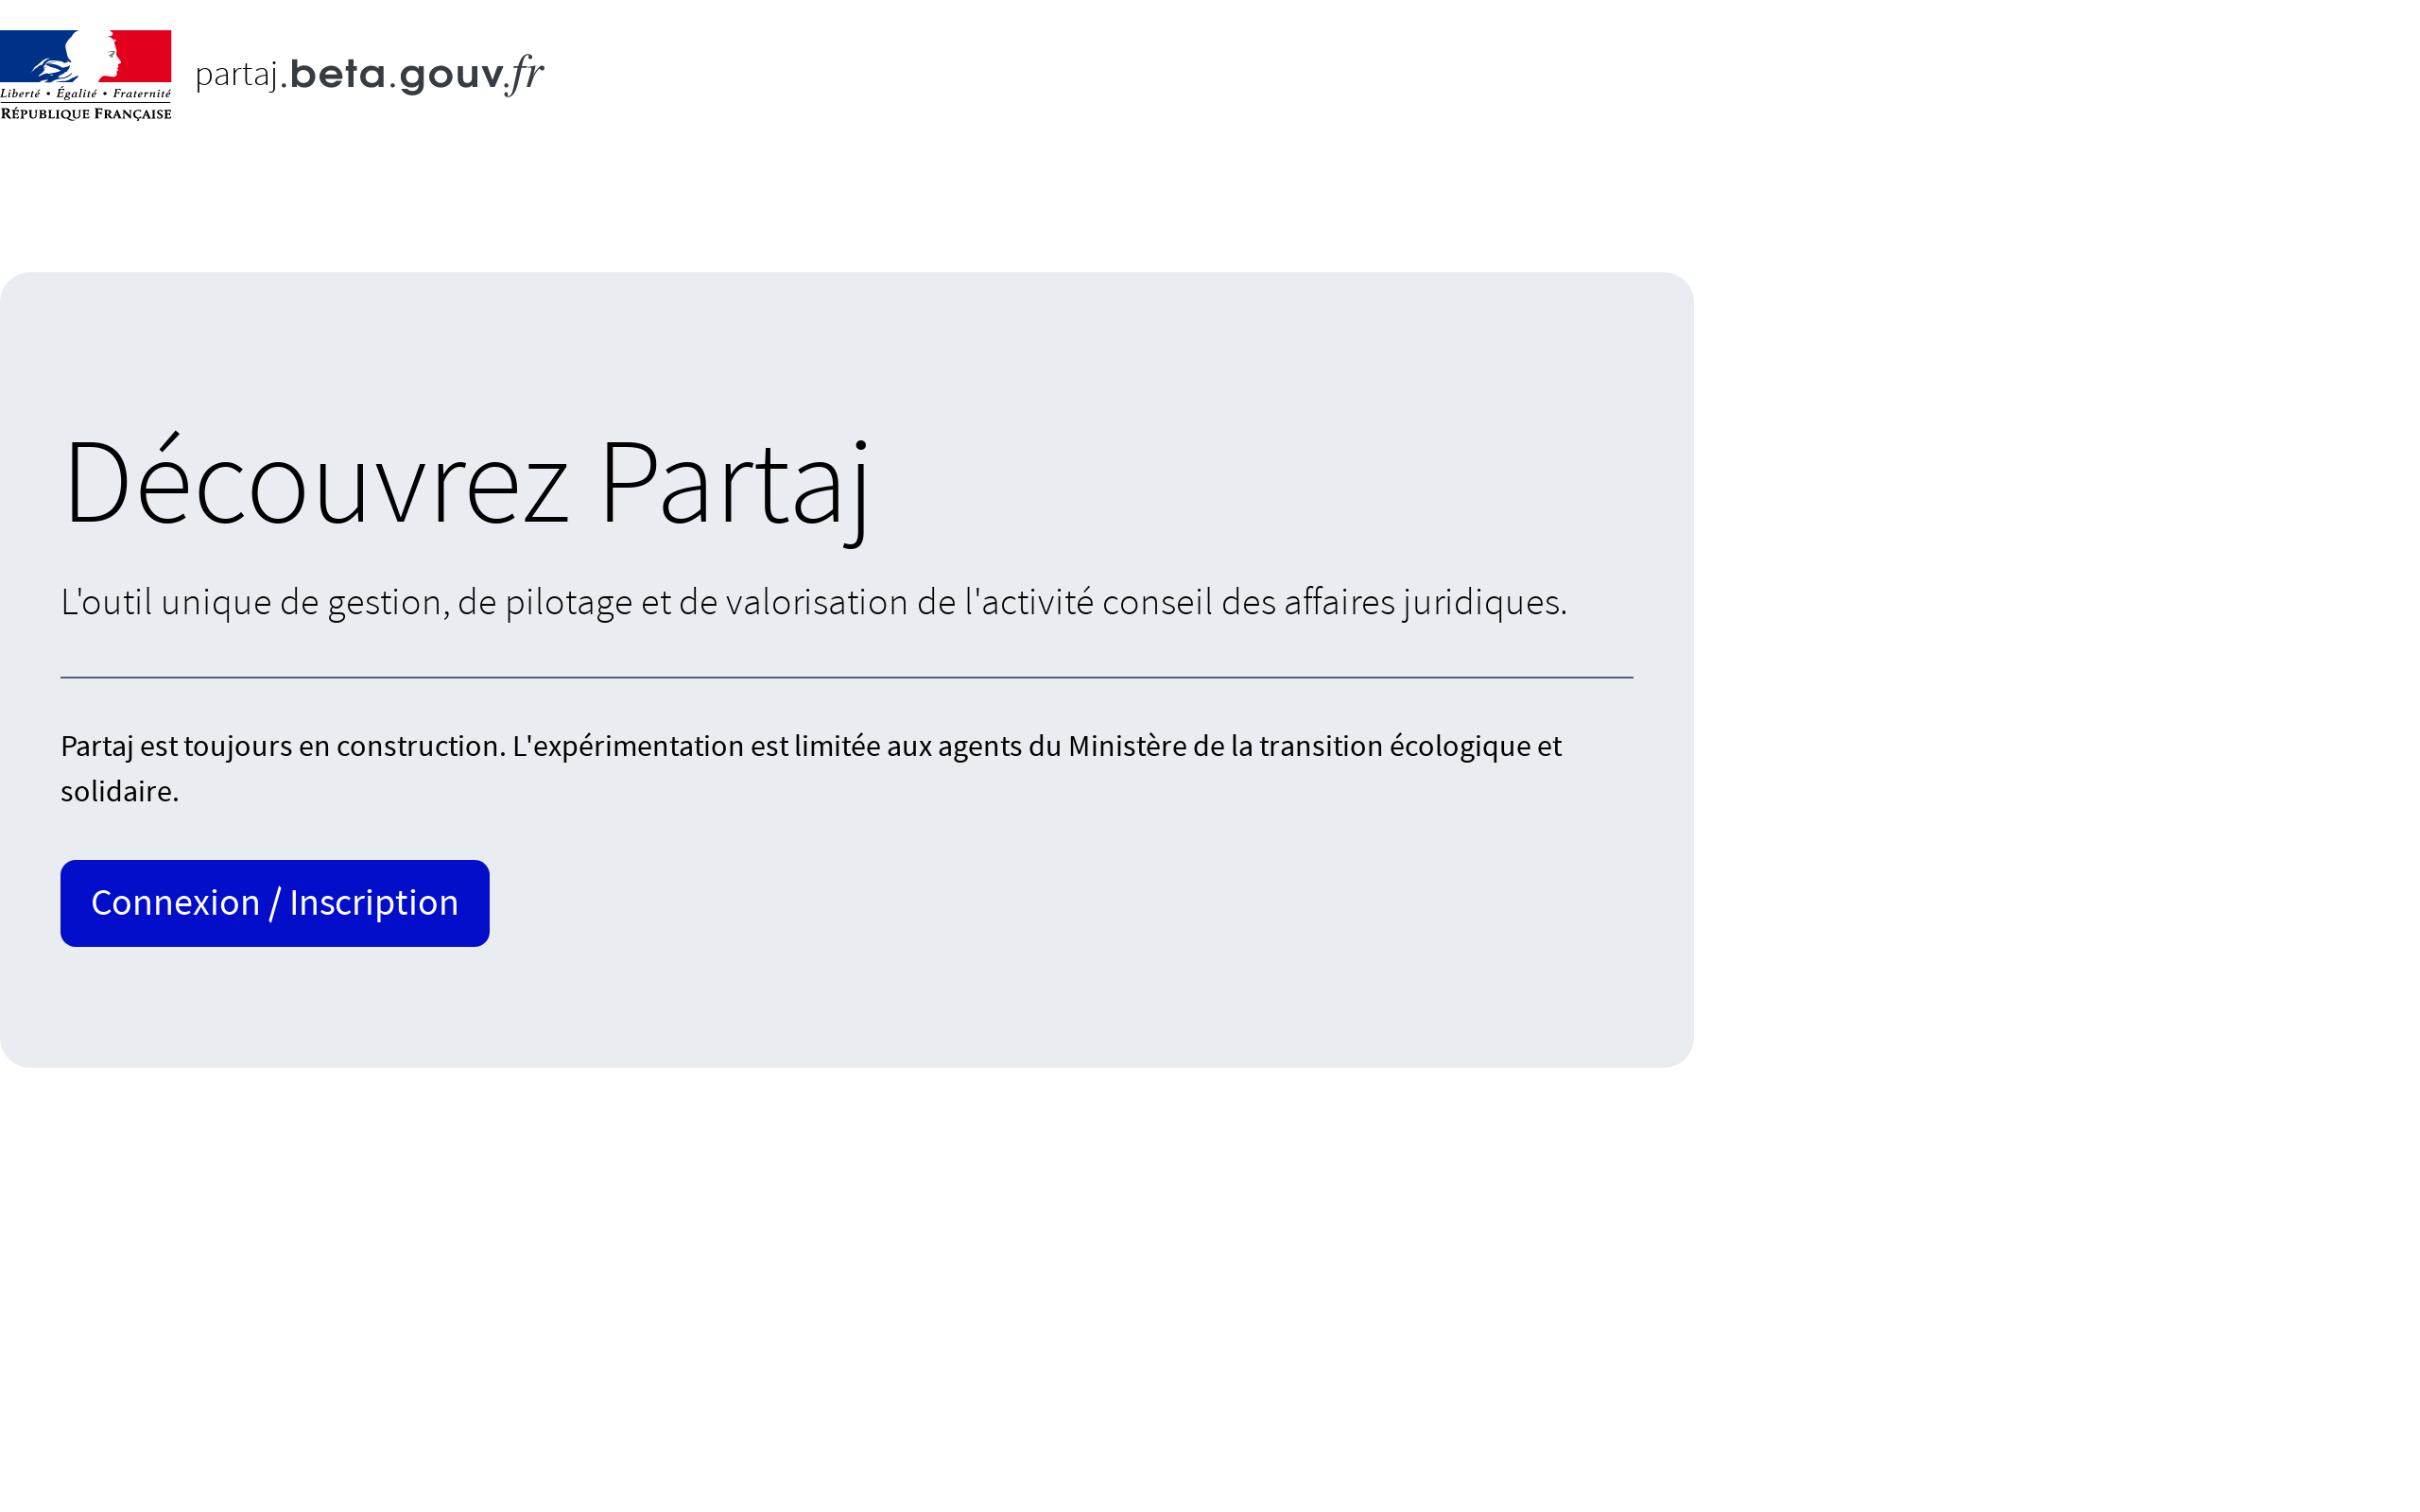 Liberté • Égalité • Fraternité
RÉPUBLIQUE FRANÇAISE
partaj.beta.gouv.fr
Découvrez Partaj
L'outil unique de gestion, de pilotage et de valorisation de l'activité conseil des affaires juridiques.
Partaj est toujours en construction. L'expérimentation est limitée aux agents du Ministère de la transition écologique et
solidaire.
Connexion / Inscription